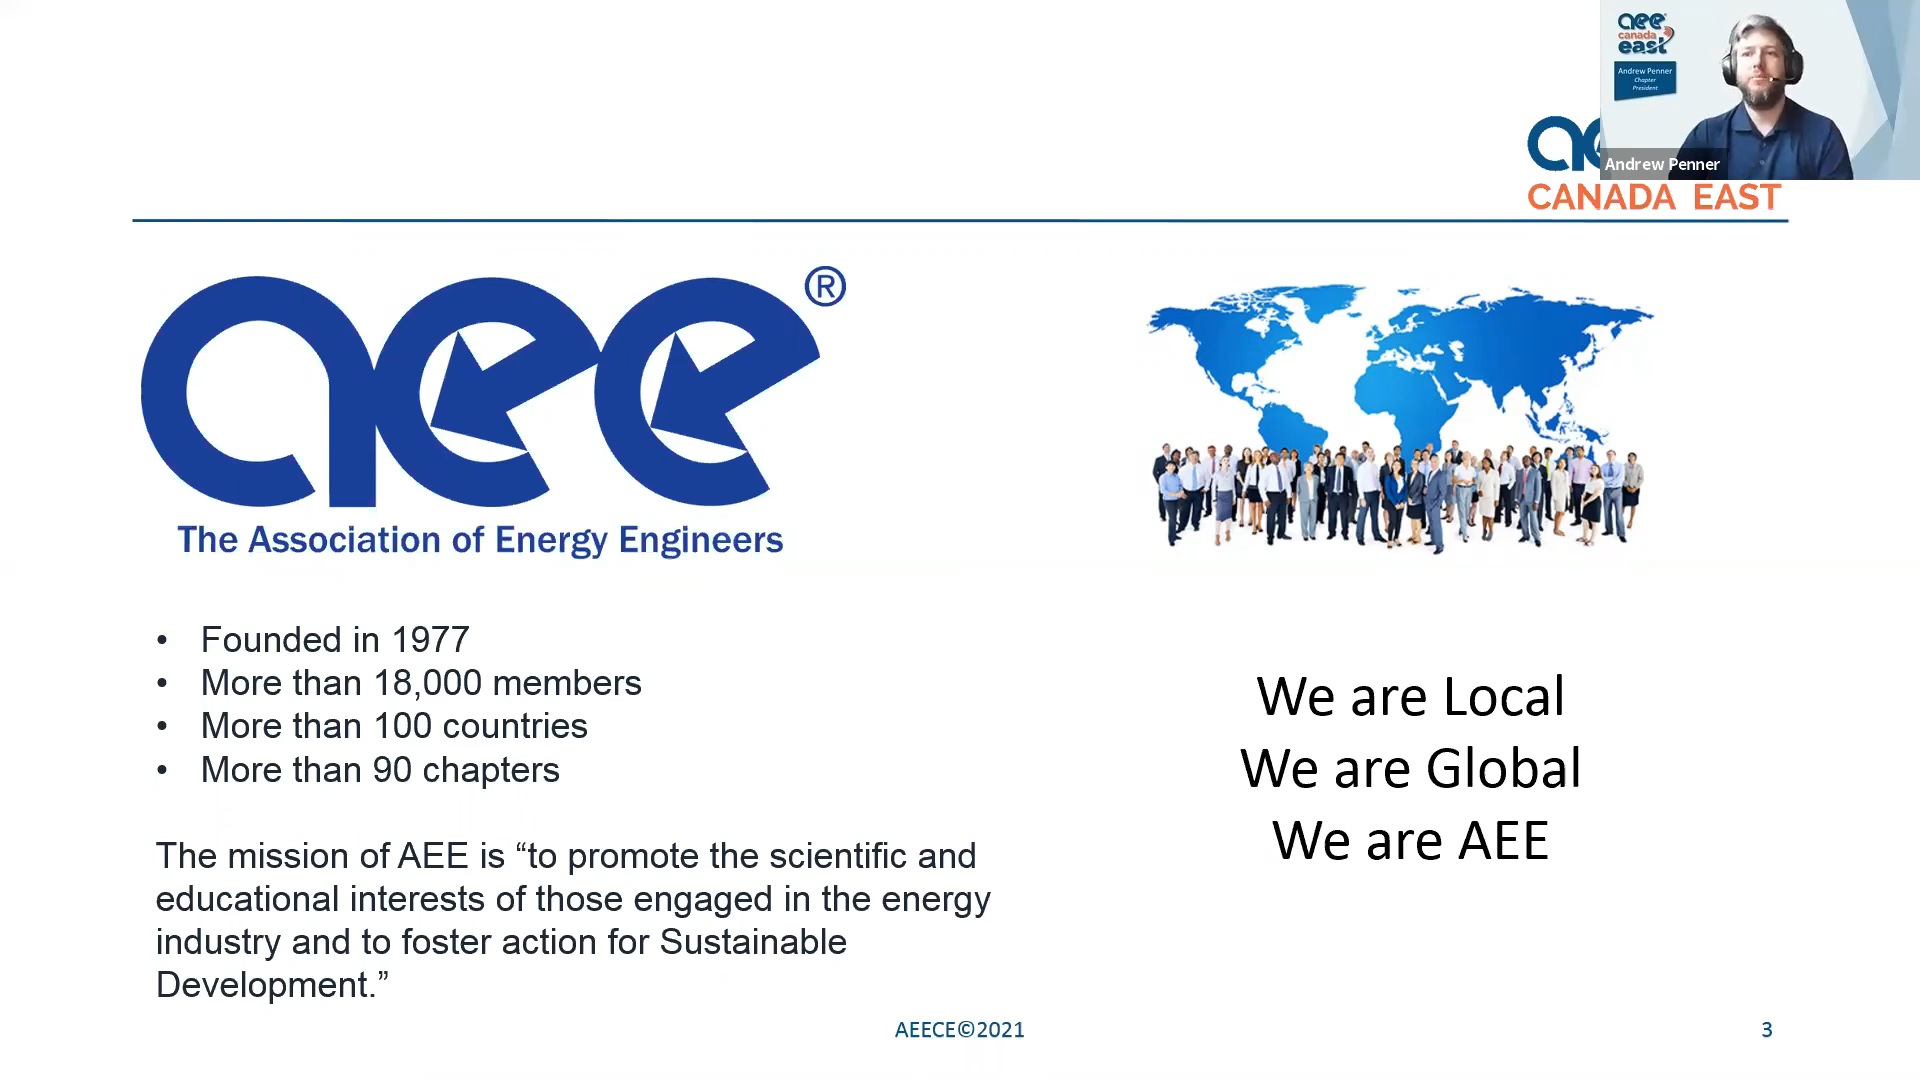 aee
canada
east
Andrew Penner
Chapter
President
Andrew Penner
CANADA EAST
aee®
The Association of Energy Engineers
• Founded in 1977
• More than 18,000 members
• More than 100 countries
• More than 90 chapters
The mission of AEE is “to promote the scientific and
educational interests of those engaged in the energy
industry and to foster action for Sustainable
Development.”
We are Local
We are Global
We are AEE
AEECE©2021
3